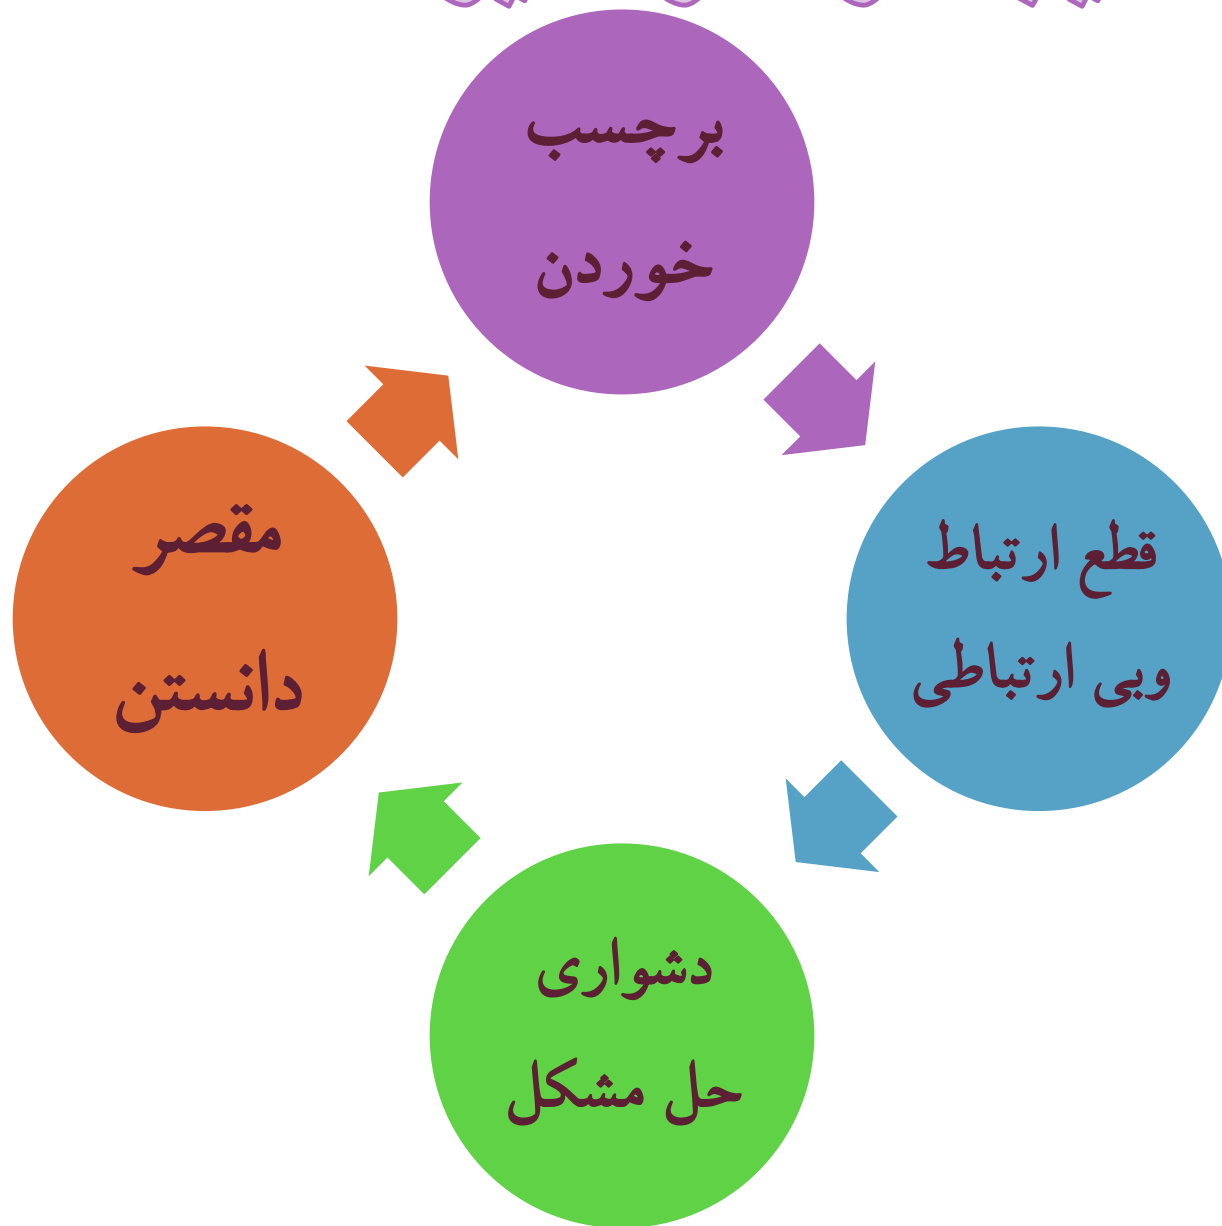 برچسب
خوردن
قطع ارتباط
وبی ارتباطی
دشواری
حل مشکل
مقصر
دانستن